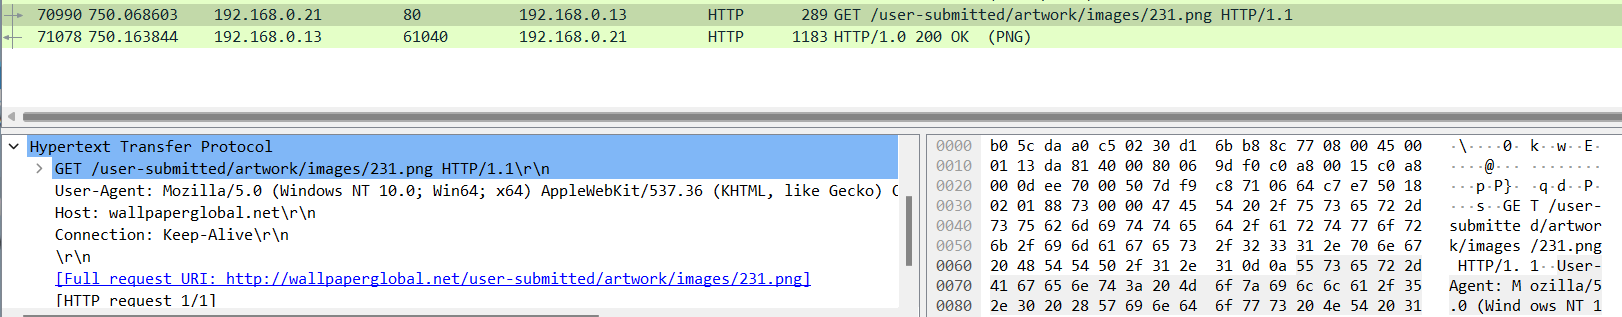 70990 750.068603 192.168.0.21 80 192.168.0.13 HTTP 289 GET /user-submitted/artwork/images/231.png HTTP/1.1
71078 750.163844 192.168.0.13 61040 192.168.0.21 HTTP 1183 HTTP/1.0 200 OK (PNG)
Hypertext Transfer Protocol
GET /user-submitted/artwork/images/231.png HTTP/1.1\r\n
User-Agent: Mozilla/5.0 (Windows NT 10.0; Win64; x64) AppleWebKit/537.36 (KHTML, like Gecko) C
Host: wallpaperglobal.net\r\n
Connection: Keep-Alive\r\n
\r\n
[Full request URI: http://wallpaperglobal.net/user-submitted/artwork/images/231.png]
[HTTP request 1/1]
0000 b0 5c da a0 c5 02 30 d1 6b b8 8c 77 08 00 45 00 ·\····0· k··w··E·
0010 01 13 da 81 40 00 80 06 9d f0 c0 a8 00 15 c0 a8 ····@··· ········
0020 00 0d ee 70 00 50 7d f9 c8 71 06 64 c7 e7 50 18 ···p·P}· ·q·d··P·
0030 02 01 88 73 00 00 47 45 54 20 2f 75 73 65 72 2d ···s··GE T /user-
0040 73 75 62 6d 69 74 74 65 64 2f 61 72 74 77 6f 72 submitte d/artwor
0050 6b 2f 69 6d 61 67 65 73 2f 32 33 31 2e 70 6e 67 k/images /231.png
0060 20 48 54 54 50 2f 31 2e 31 0d 0a 55 73 65 72 2d HTTP/1. 1··User-
0070 41 67 65 6e 74 3a 20 4d 6f 7a 69 6c 6c 61 2f 35 Agent: M ozilla/5
0080 2e 30 20 28 57 69 6e 64 6f 77 73 20 4e 54 20 31 .0 (Wind ows NT 1